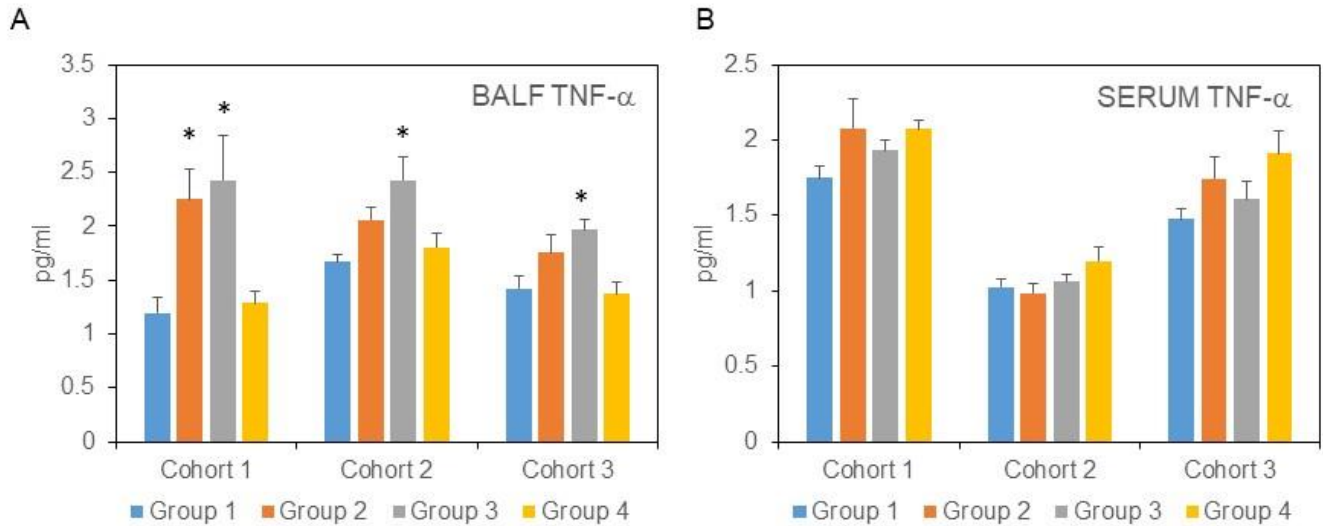 A
3.5
3
2.5
2
1.5
1
0.5
0
pg/ml
BALF TNF-α
*
*
*
*
Cohort 1 Cohort 2 Cohort 3
Group 1 Group 2 Group 3 Group 4
B
2.5
2
1.5
1
0.5
0
pg/ml
SERUM TNF-α
Cohort 1 Cohort 2 Cohort 3
Group 1 Group 2 Group 3 Group 4